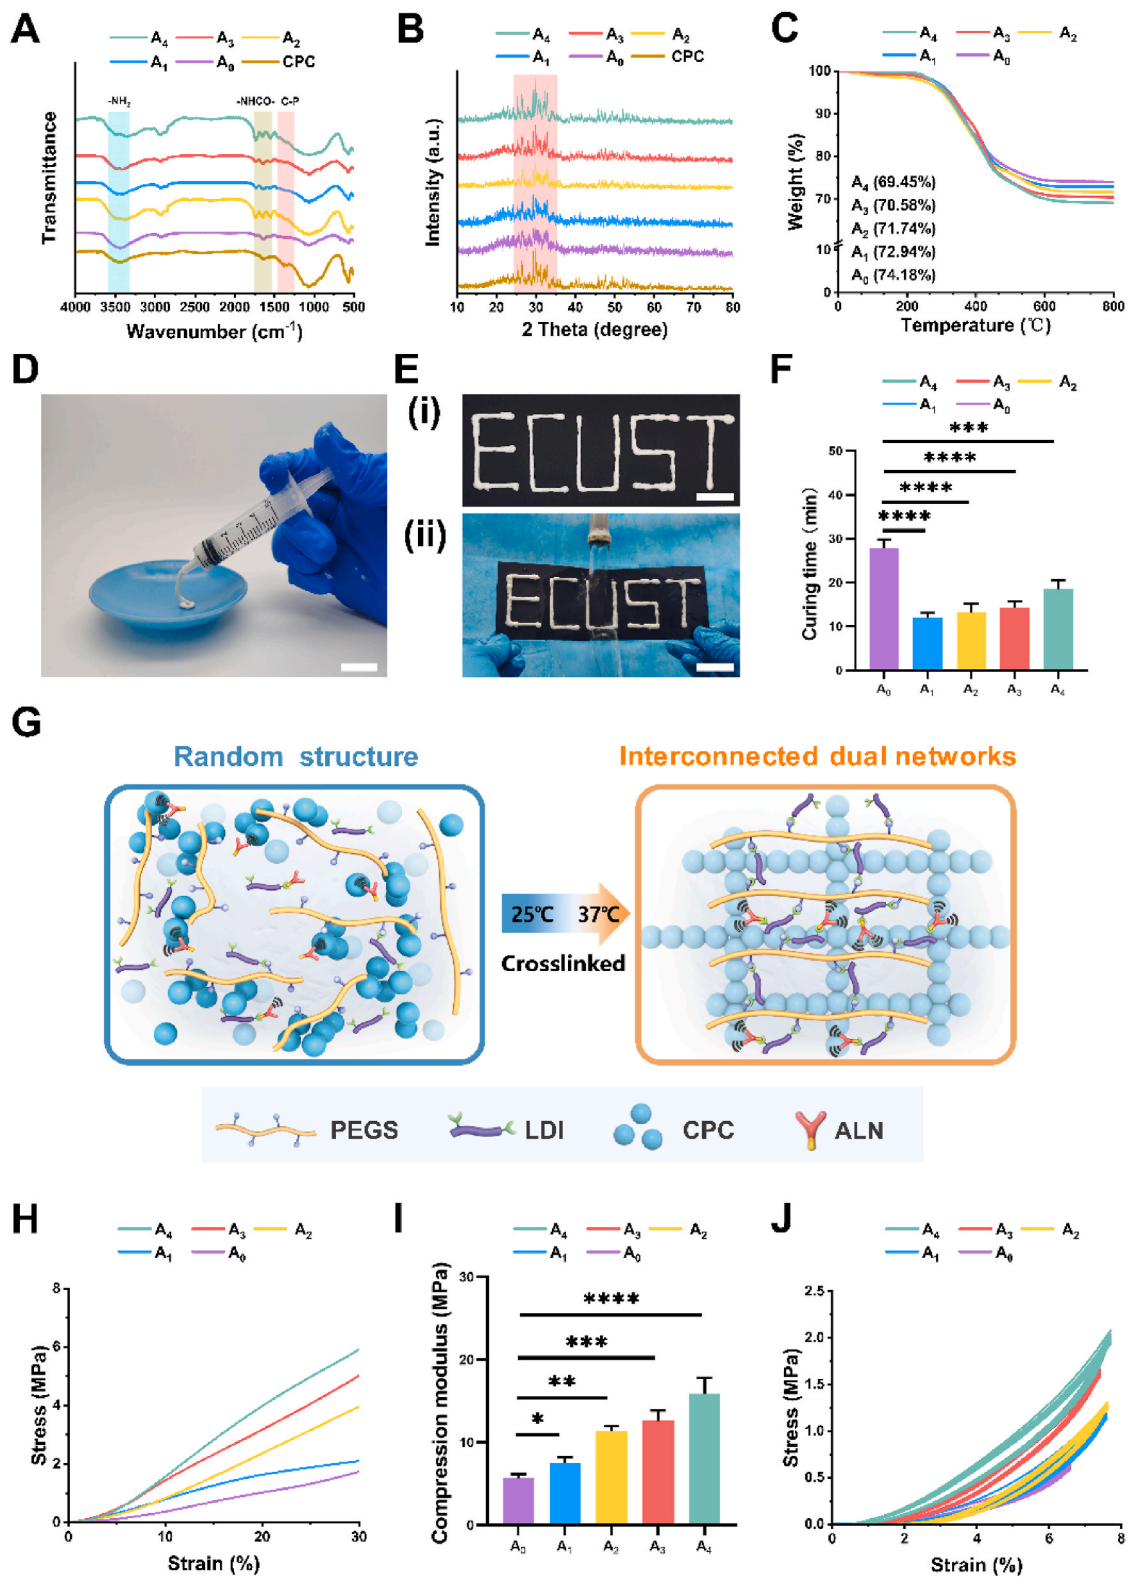 A
A4 A3 A2
A1 A0 CPC
-NH2 -NHCO- C-P
Transmittance
4000 3500 3000 2500 2000 1500 1000 500
Wavenumber (cm-1)
B
A4 A3 A2
A1 A0 CPC
Intensity (a.u.)
10 20 30 40 50 60 70 80
2 Theta (degree)
C
A4 A3 A2
A1 A0
Weight (%)
100
90
80
70
10
0
A4 (69.45%)
A3 (70.58%)
A2 (71.74%)
A1 (72.94%)
A0 (74.18%)
0 200 400 600 800
Temperature (℃)
D
E
(i)
ECUST
(ii)
ECUST
F
A4 A3 A2
A1 A0
Curing time (min)
50
40
30
20
10
0
***
****
****
****
A0 A1 A2 A3 A4
G
Random structure
Interconnected dual networks
25℃ 37℃
Crosslinked
PEGS LDI CPC ALN
H
A4 A3 A2
A1 A0
Stress (MPa)
8
6
4
2
0
0 10 20 30
Strain (%)
I
A4 A3 A2
A1 A0
Compression modulus (MPa)
30
20
10
0
****
***
**
*
A0 A1 A2 A3 A4
J
A4 A3 A2
A1 A0
Stress (MPa)
2.5
2.0
1.5
1.0
0.5
0.0
0 2 4 6 8
Strain (%)